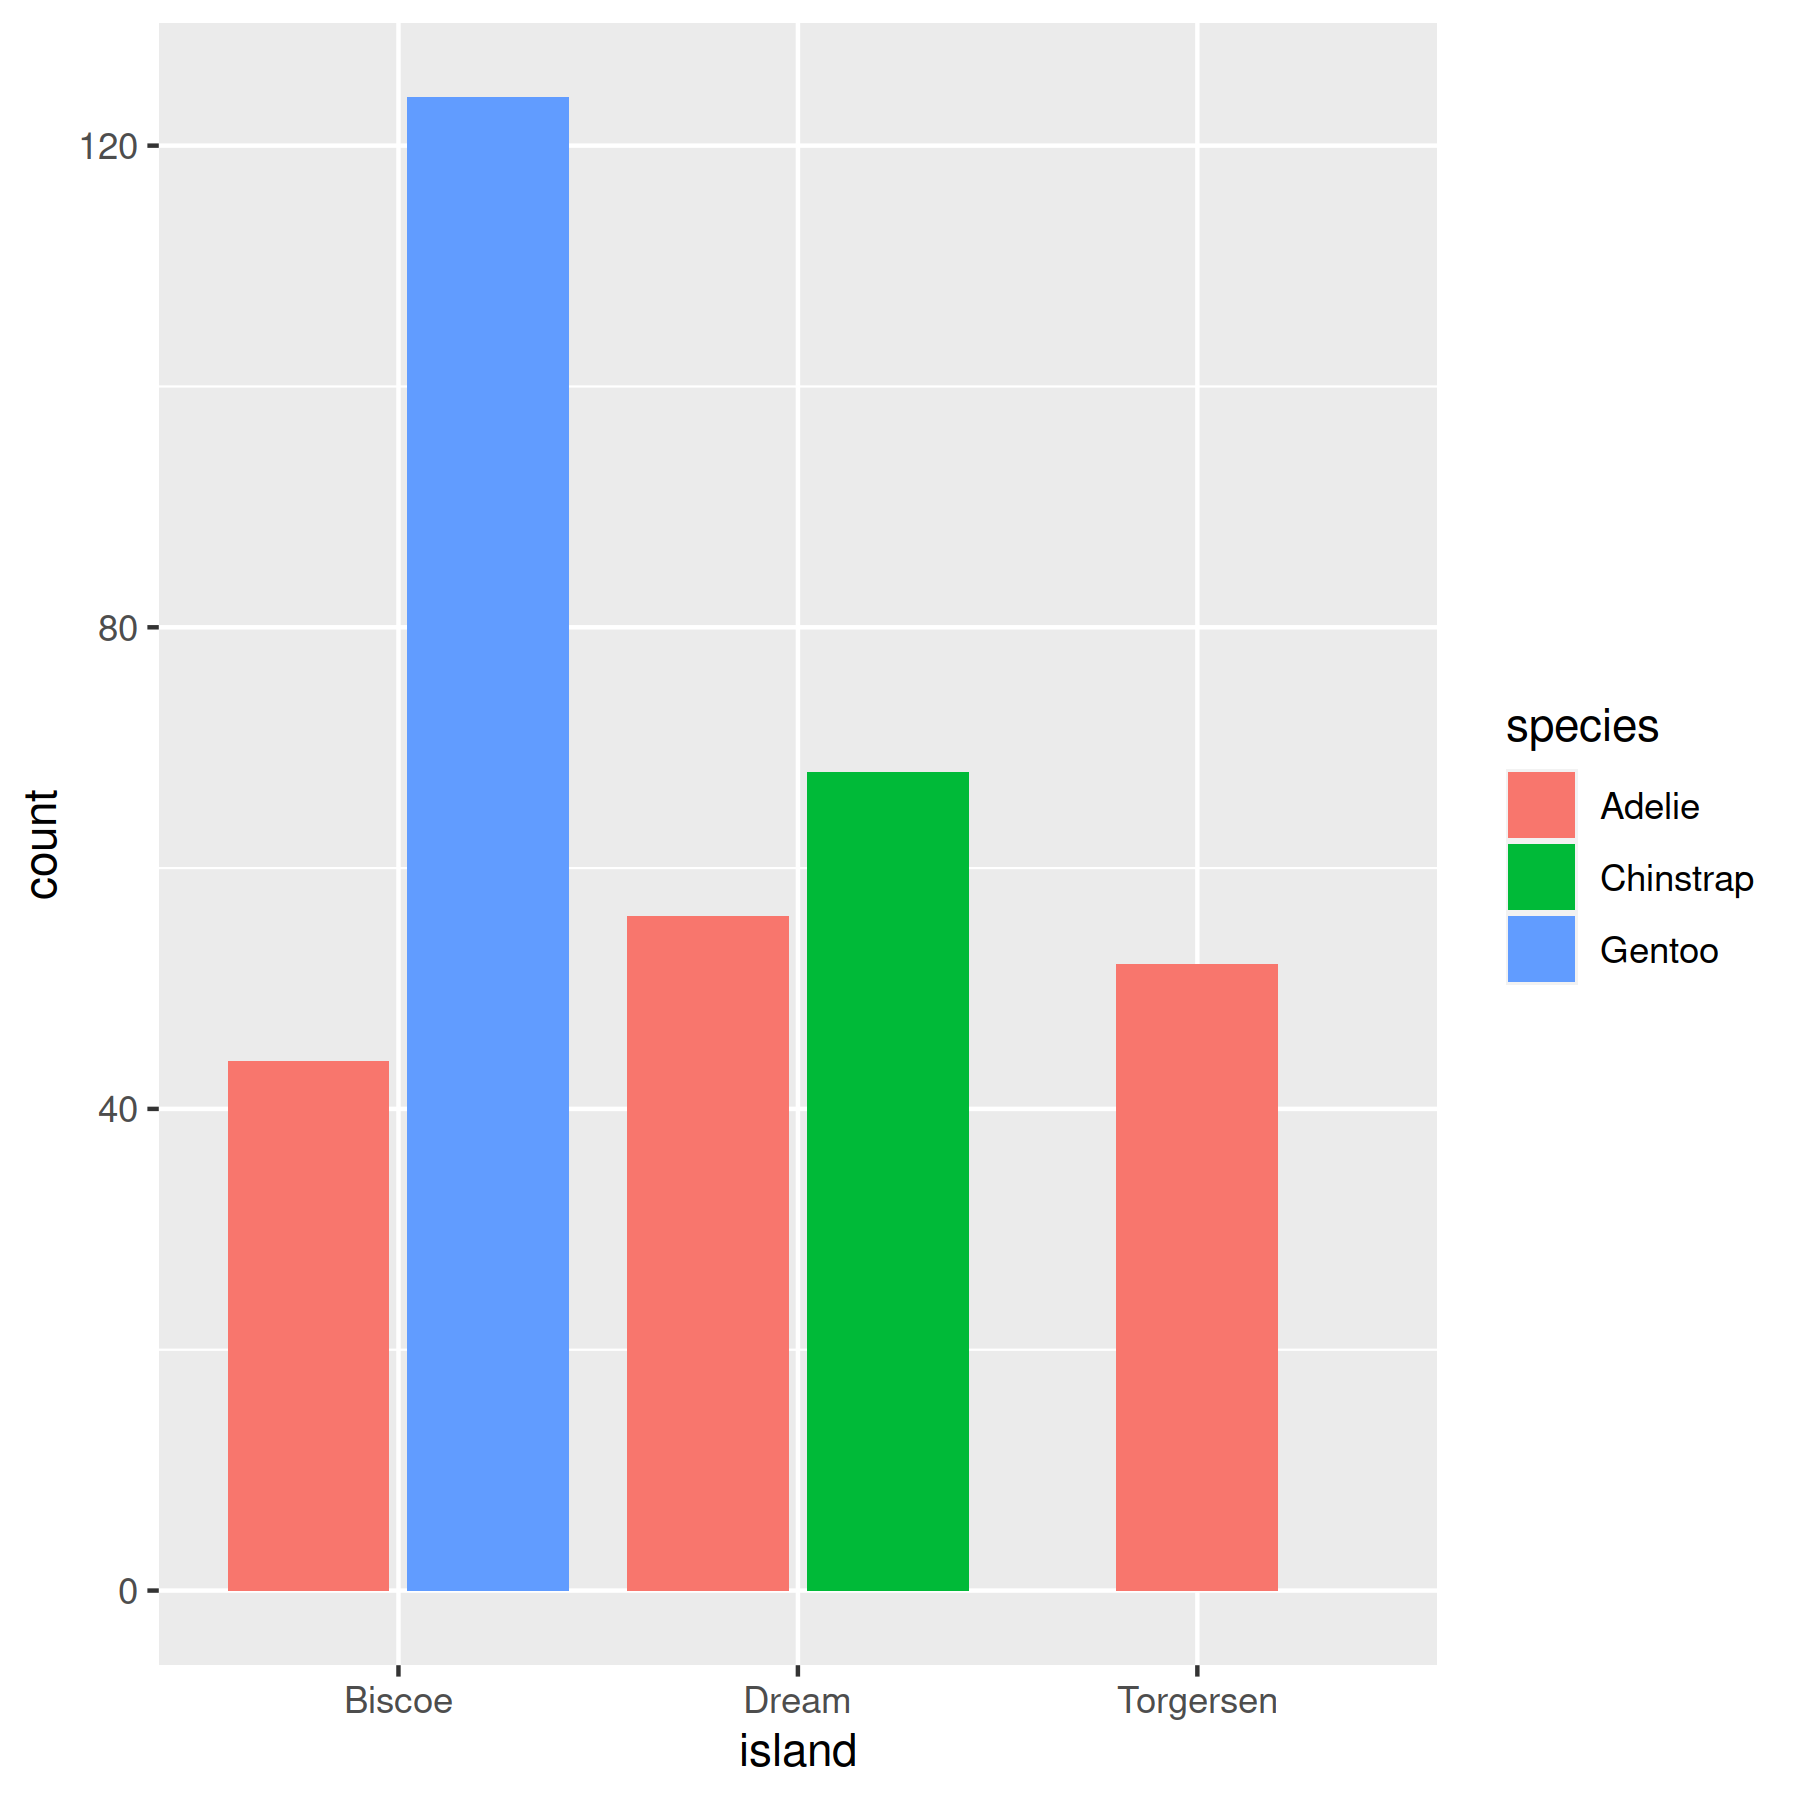 count
120
80
40
0
Biscoe
Dream
Torgersen
island
species
Adelie
Chinstrap
Gentoo